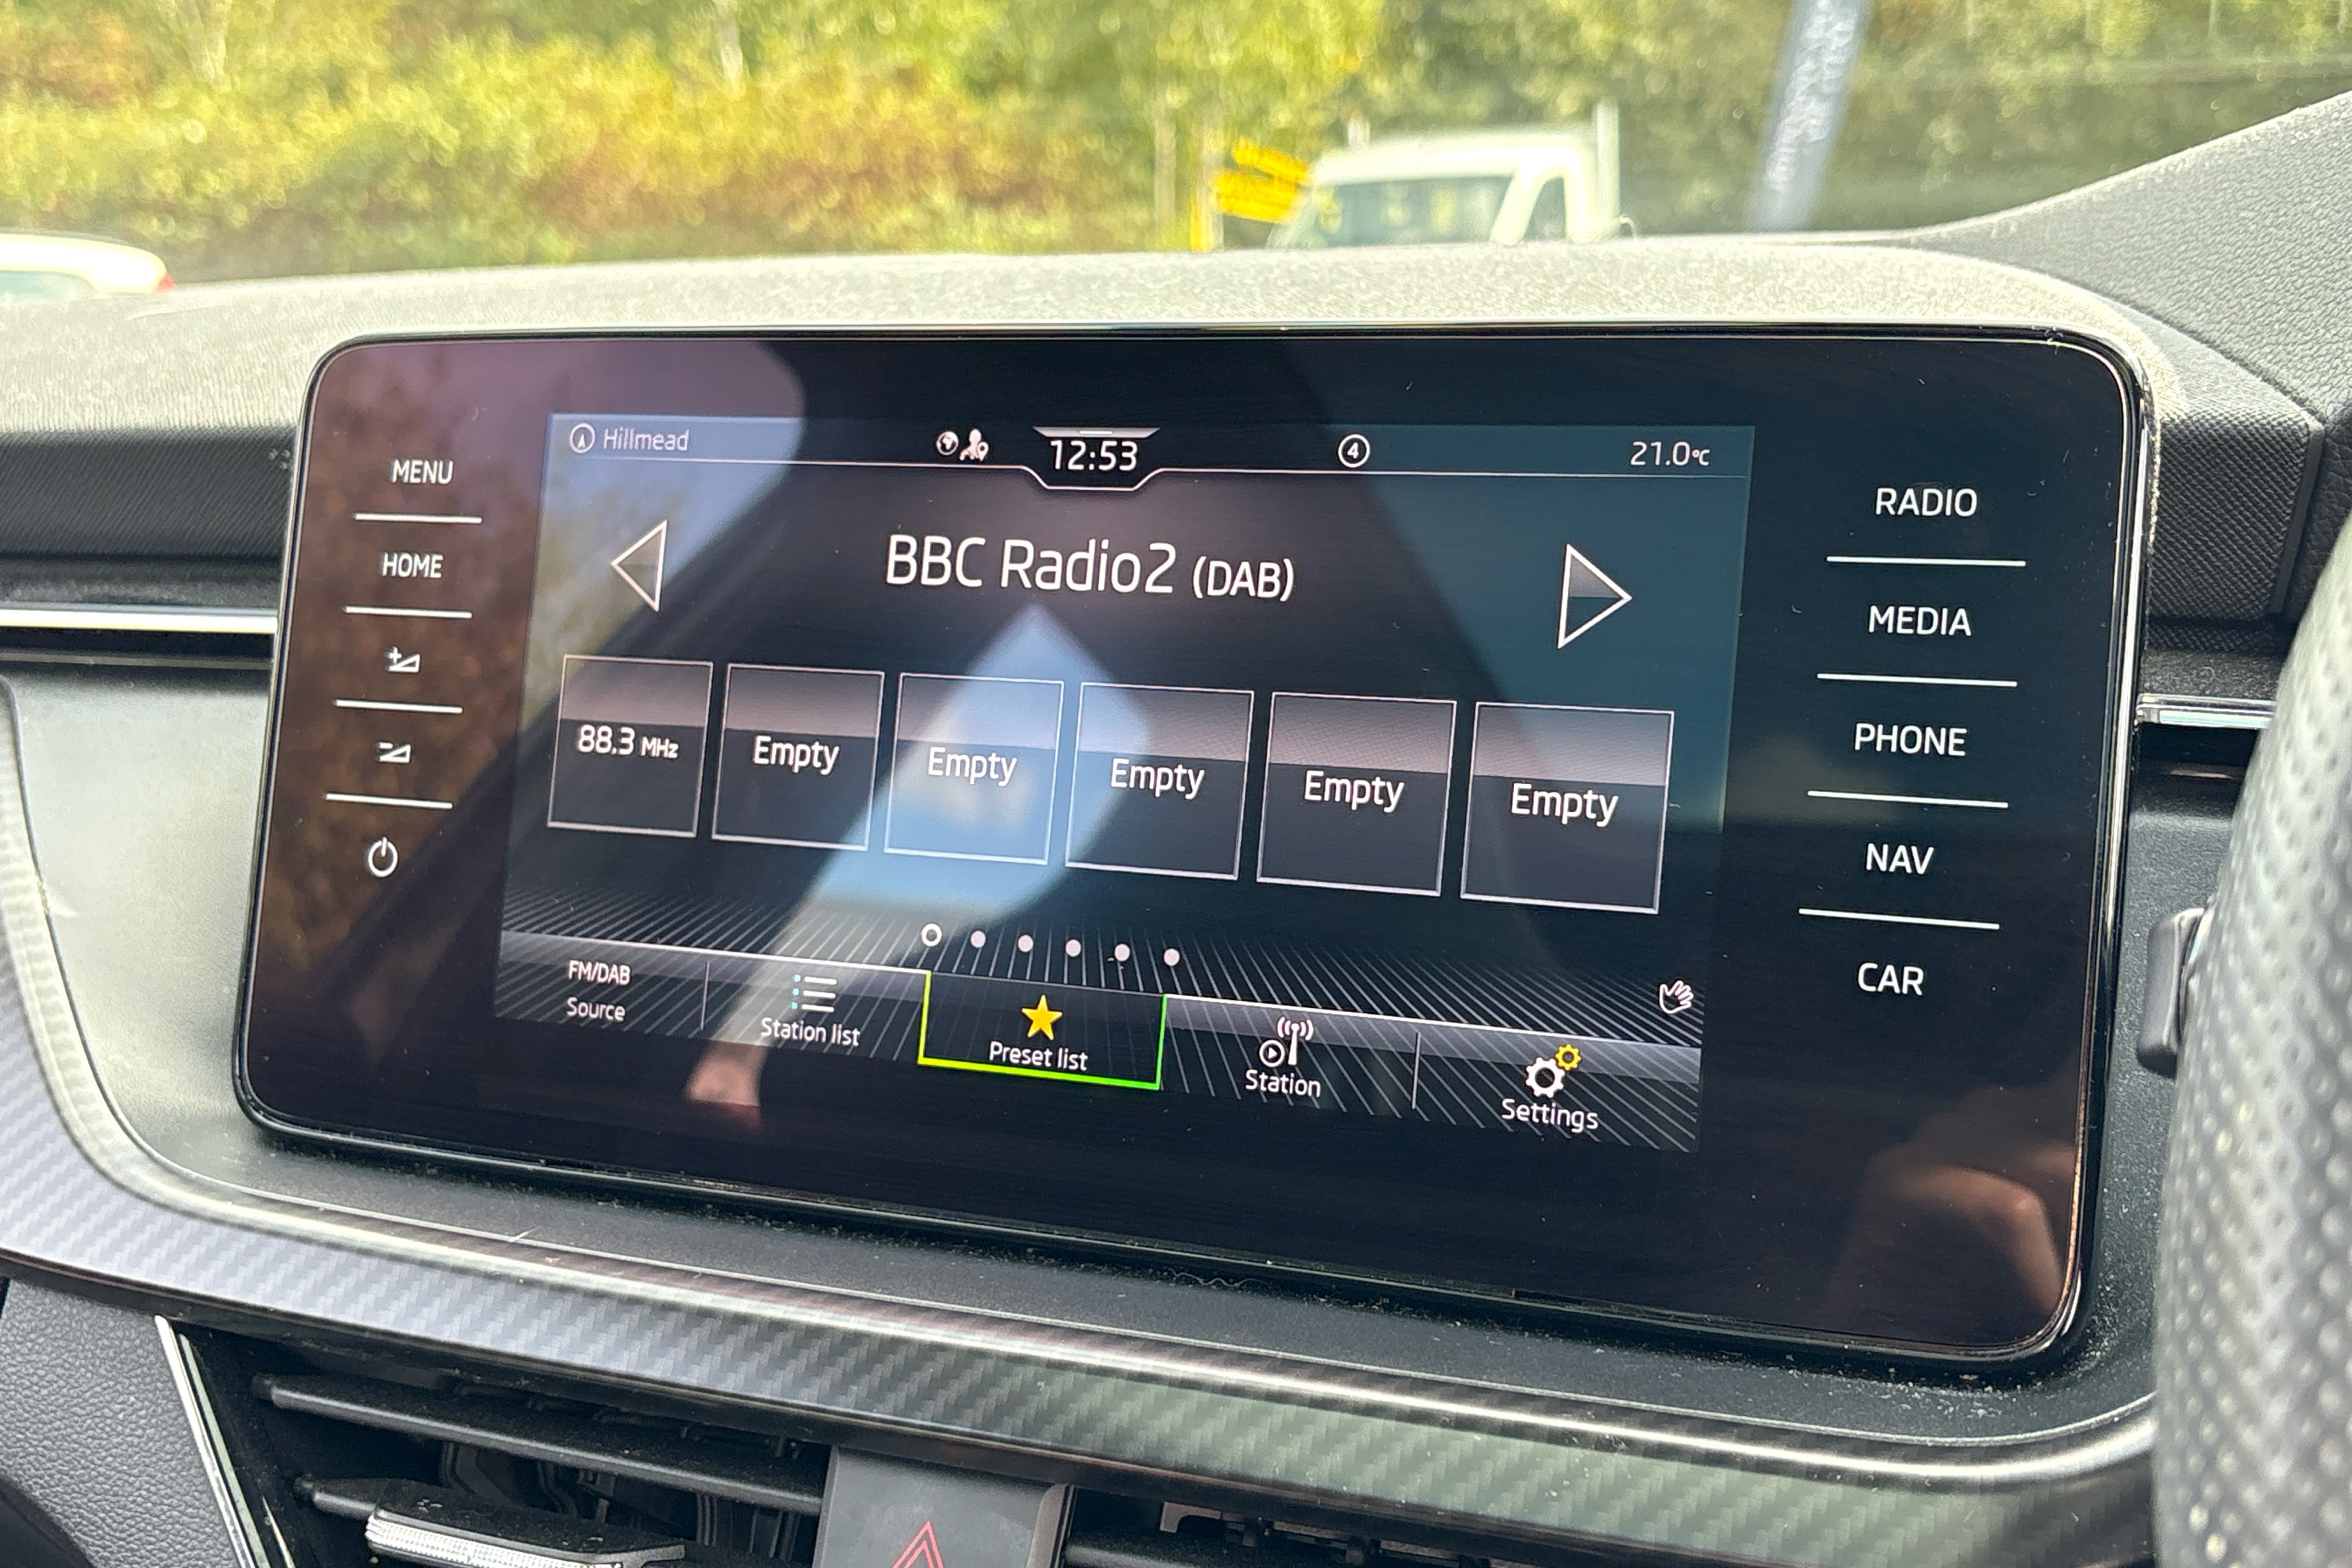 Hillmead
12:53
4
21.0°C
MENU
HOME
BBC Radio2 (DAB)
88.3 MHz
Empty
Empty
Empty
Empty
Empty
FM/DAB
Source
Station list
Preset list
Station
Settings
RADIO
MEDIA
PHONE
NAV
CAR